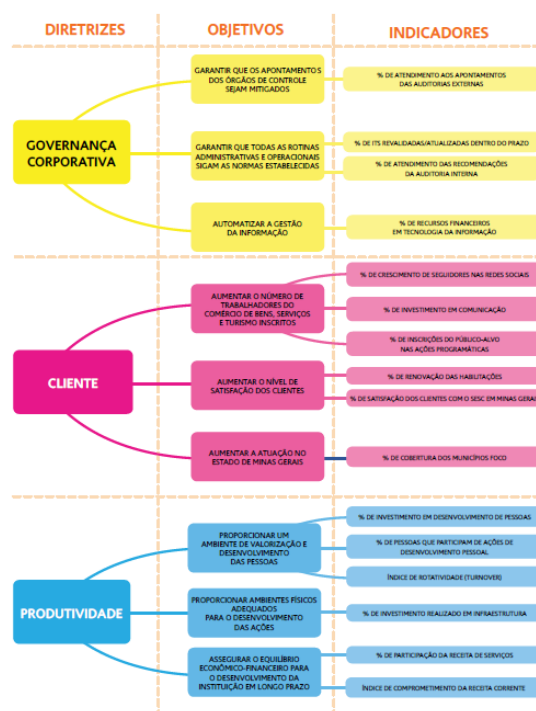 DIRETRIZES
OBJETIVOS
INDICADORES
GOVERNANÇA
CORPORATIVA
GARANTIR QUE OS APONTAMENTOS
DOS ÓRGÃOS DE CONTROLE
SEJAM MITIGADOS
% DE ATENDIMENTO AOS APONTAMENTOS
DAS AUDITORIAS EXTERNAS
GARANTIR QUE TODAS AS ROTINAS
ADMINISTRATIVAS E OPERACIONAIS
SIGAM AS NORMAS ESTABELECIDAS
% DE ITS REVALIDADAS/ATUALIZADAS DENTRO DO PRAZO
% DE ATENDIMENTO DAS RECOMENDAÇÕES
DA AUDITORIA INTERNA
AUTOMATIZAR A GESTÃO
DA INFORMAÇÃO
% DE RECURSOS FINANCEIROS
EM TECNOLOGIA DA INFORMAÇÃO
CLIENTE
AUMENTAR O NÚMERO DE
TRABALHADORES DO
COMÉRCIO DE BENS, SERVIÇOS
E TURISMO INSCRITOS
% DE CRESCIMENTO DE SEGUIDORES NAS REDES SOCIAIS
% DE INVESTIMENTO EM COMUNICAÇÃO
% DE INSCRIÇÕES DO PÚBLICO-ALVO
NAS AÇÕES PROGRAMÁTICAS
AUMENTAR O NÍVEL DE
SATISFAÇÃO DOS CLIENTES
% DE RENOVAÇÃO DAS HABILITAÇÕES
% DE SATISFAÇÃO DOS CLIENTES COM O SESC EM MINAS GERAIS
AUMENTAR A ATUAÇÃO NO
ESTADO DE MINAS GERAIS
% DE COBERTURA DOS MUNICÍPIOS FOCO
PRODUTIVIDADE
PROPORCIONAR UM
AMBIENTE DE VALORIZAÇÃO E
DESENVOLVIMENTO
DAS PESSOAS
% DE INVESTIMENTO EM DESENVOLVIMENTO DE PESSOAS
% DE PESSOAS QUE PARTICIPAM DE AÇÕES DE
DESENVOLVIMENTO PESSOAL
ÍNDICE DE ROTATIVIDADE (TURNOVER)
PROPORCIONAR AMBIENTES FÍSICOS
ADEQUADOS
PARA O DESENVOLVIMENTO
DAS AÇÕES
% DE INVESTIMENTO REALIZADO EM INFRAESTRUTURA
ASSEGURAR O EQUILÍBRIO
ECONÔMICO-FINANCEIRO PARA
O DESENVOLVIMENTO DA
INSTITUIÇÃO EM LONGO PRAZO
% DE PARTICIPAÇÃO DA RECEITA DE SERVIÇOS
ÍNDICE DE COMPROMETIMENTO DA RECEITA CORRENTE